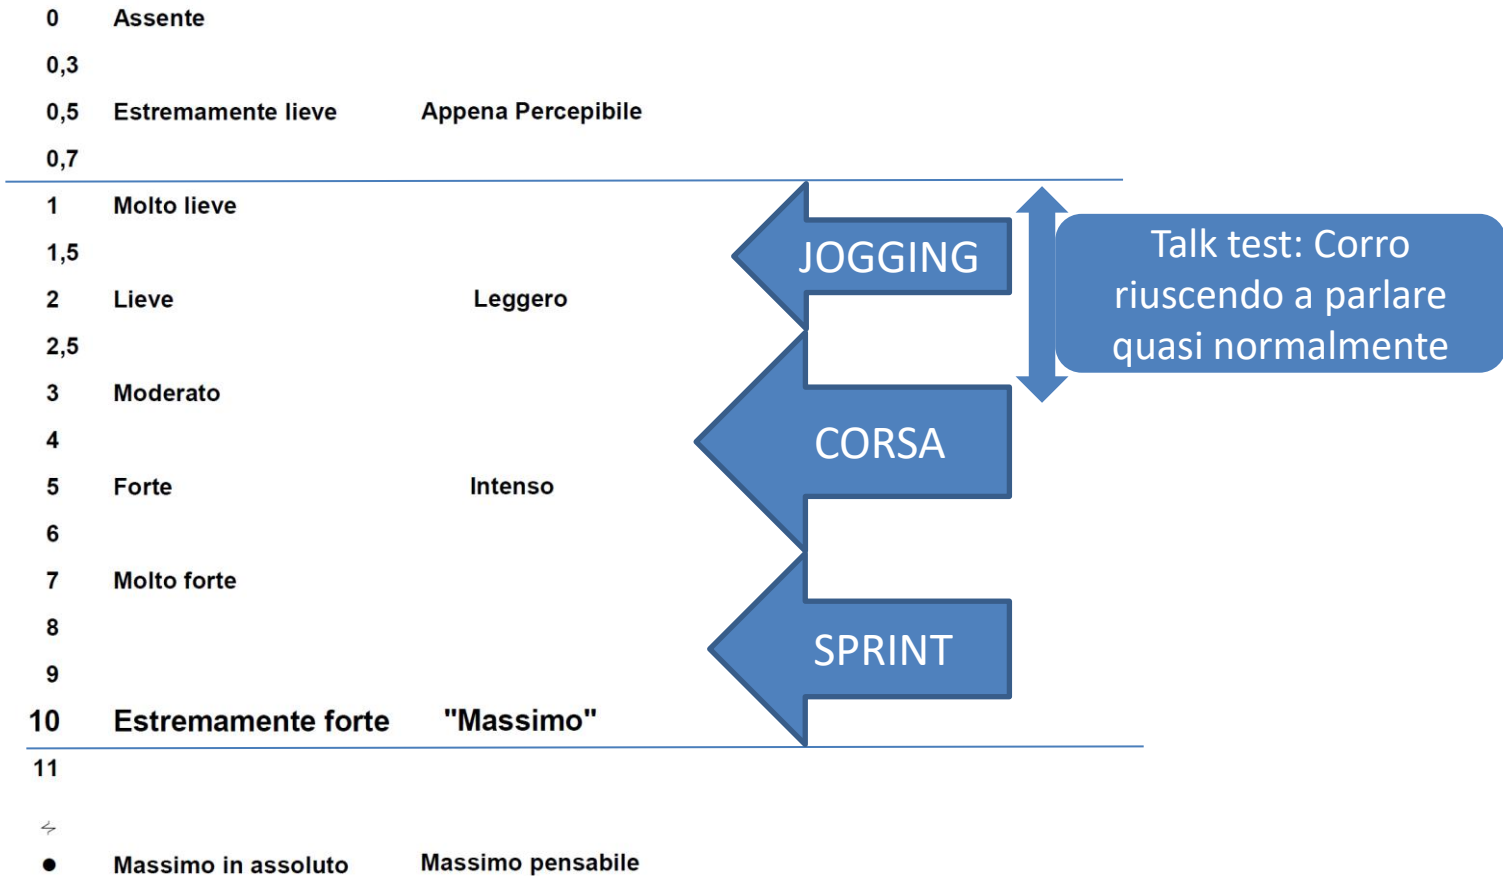 0 Assente
0,3
0,5 Estremamente lieve Appena Percepibile
0,7
1 Molto lieve
1,5
2 Lieve Leggero
2,5
3 Moderato
4
5 Forte Intenso
6
7 Molto forte
8
9
10 Estremamente forte "Massimo"
11
● Massimo in assoluto Massimo pensabile
JOGGING
CORSA
SPRINT
Talk test: Corro
riuscendo a parlare
quasi normalmente